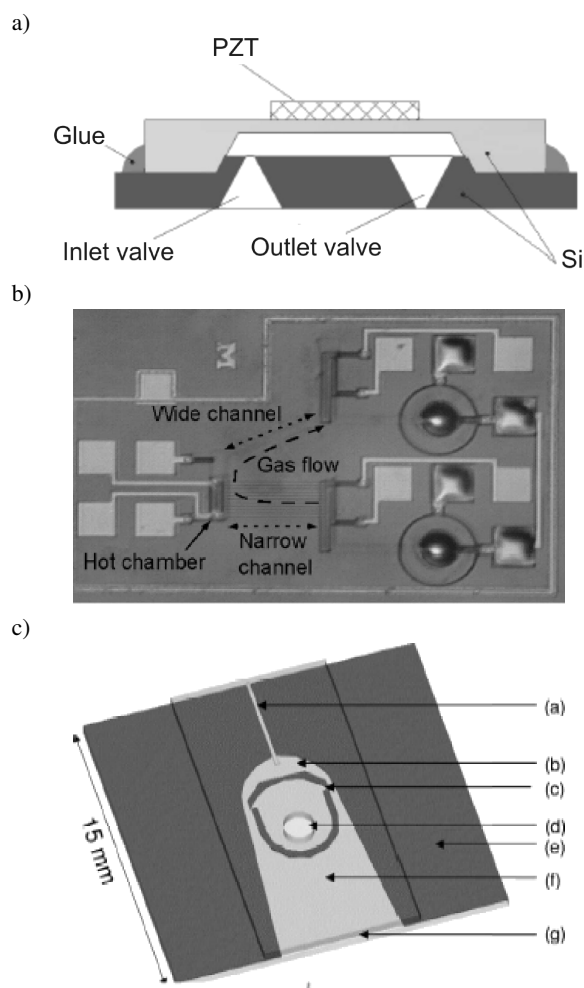 a)
PZT
Glue
Inlet valve
Outlet valve
Si
b)
M
Wide channel
Gas flow
Hot chamber
Narrow
channel
c)
(a)
(b)
(c)
(d)
(e)
(f)
(g)
15 mm